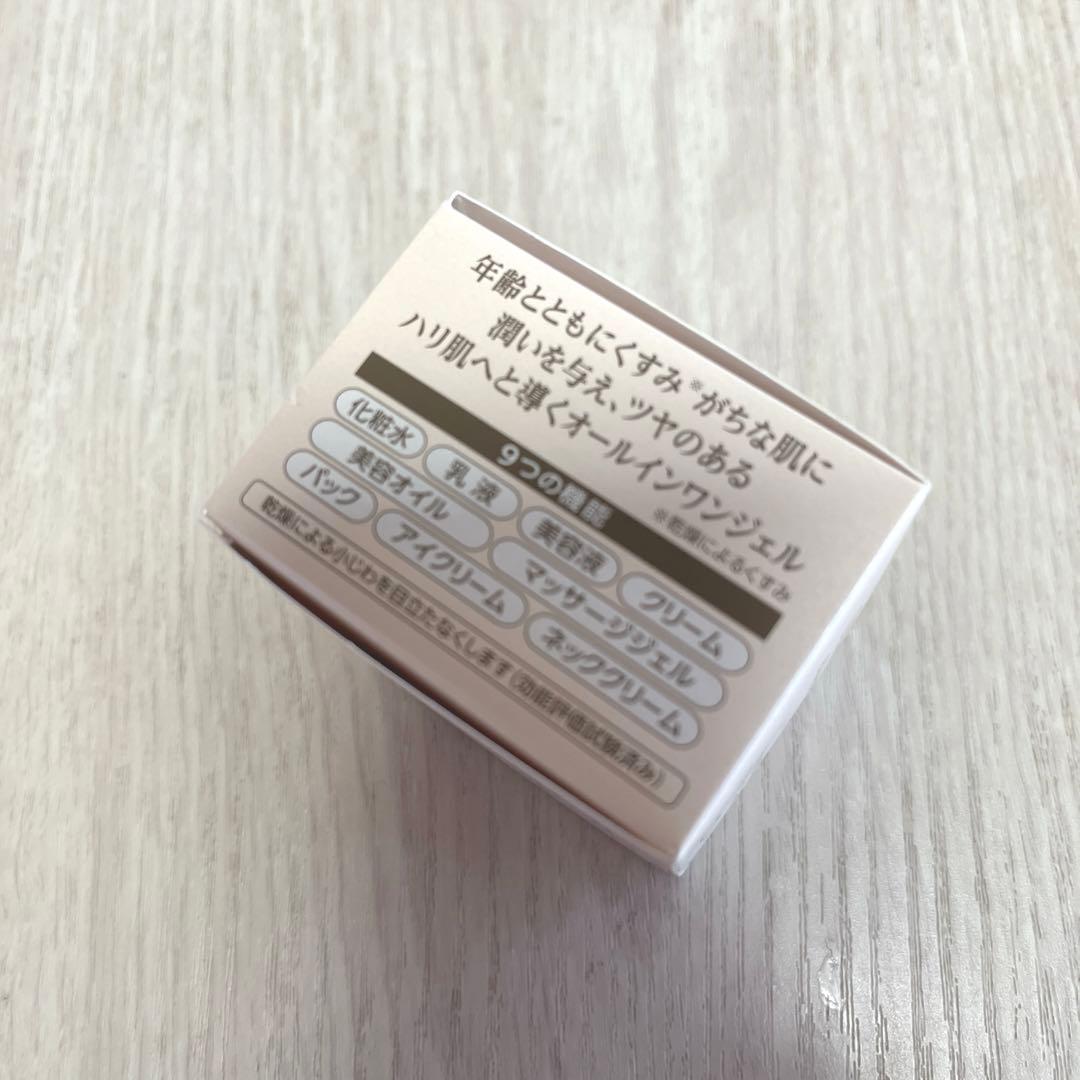 年齢とともにくすみ※がちな肌に
潤いを与え、ツヤのある
ハリ肌へと導くオールインワンジェル
※乾燥によるくすみ
9つの機能
化粧水 乳液 美容液 クリーム
美容オイル マッサージジェル
パック アイクリーム ネッククリーム
乾燥による小じわを目立たなくします(効能評価試験済み)